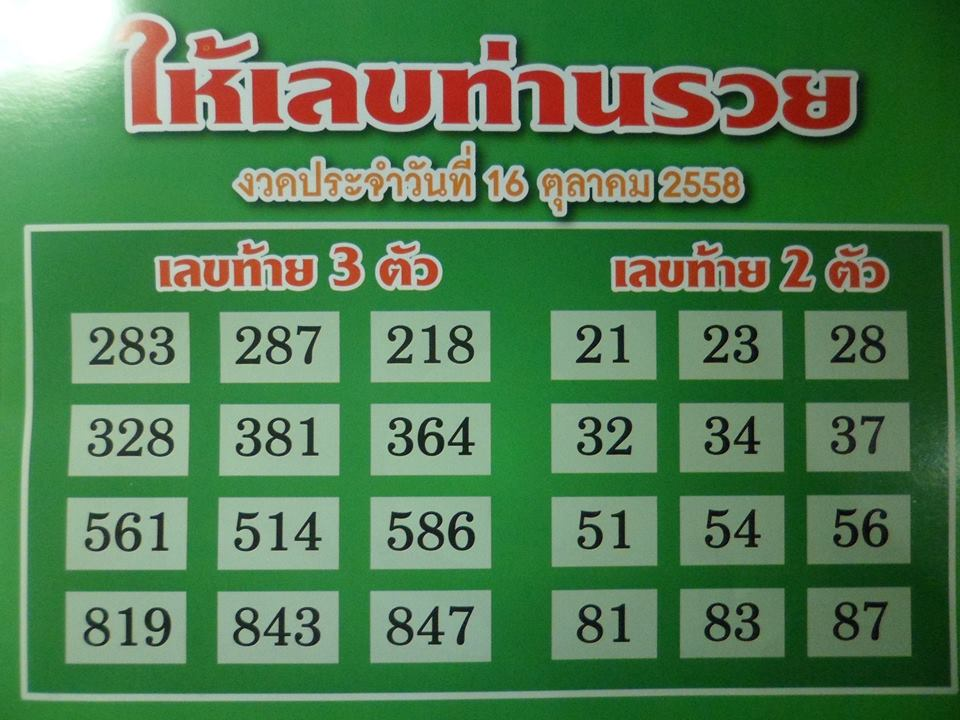 ให้เลขท่านรวย
งวดประจำวันที่ 16 ตุลาคม 2558
เลขท้าย 3 ตัว เลขท้าย 2 ตัว
283 287 218 21 23 28
328 381 364 32 34 37
561 514 586 51 54 56
819 843 847 81 83 87